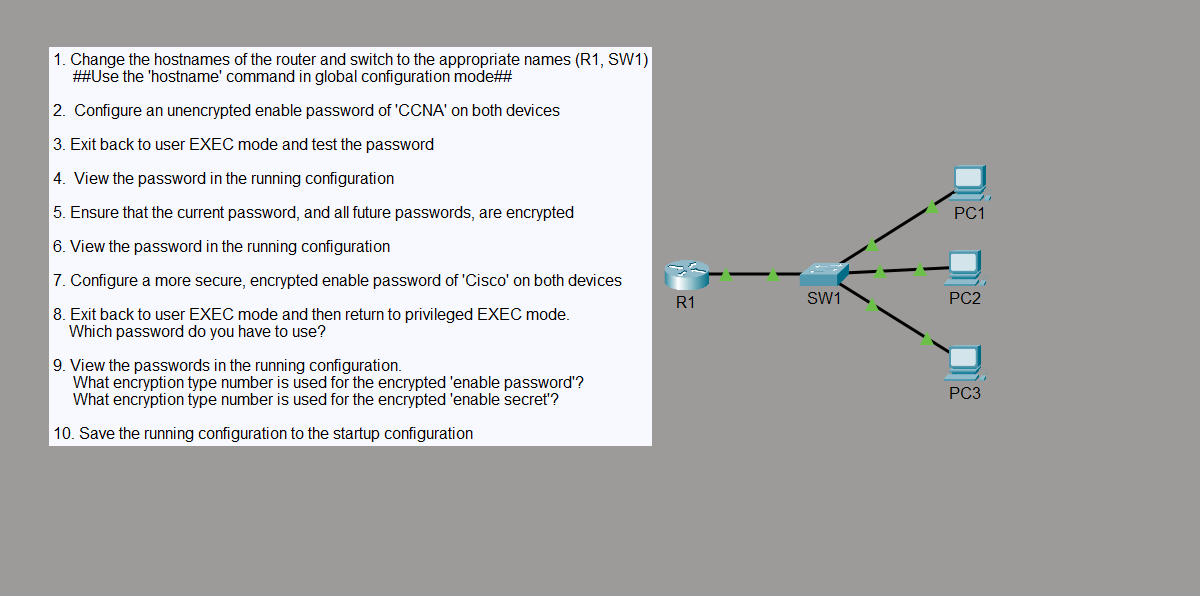 1. Change the hostnames of the router and switch to the appropriate names (R1, SW1)
##Use the 'hostname' command in global configuration mode##
2. Configure an unencrypted enable password of 'CCNA' on both devices
3. Exit back to user EXEC mode and test the password
4. View the password in the running configuration
5. Ensure that the current password, and all future passwords, are encrypted
6. View the password in the running configuration
7. Configure a more secure, encrypted enable password of 'Cisco' on both devices
8. Exit back to user EXEC mode and then return to privileged EXEC mode.
Which password do you have to use?
9. View the passwords in the running configuration.
What encryption type number is used for the encrypted 'enable password'?
What encryption type number is used for the encrypted 'enable secret'?
10. Save the running configuration to the startup configuration
R1
SW1
PC1
PC2
PC3